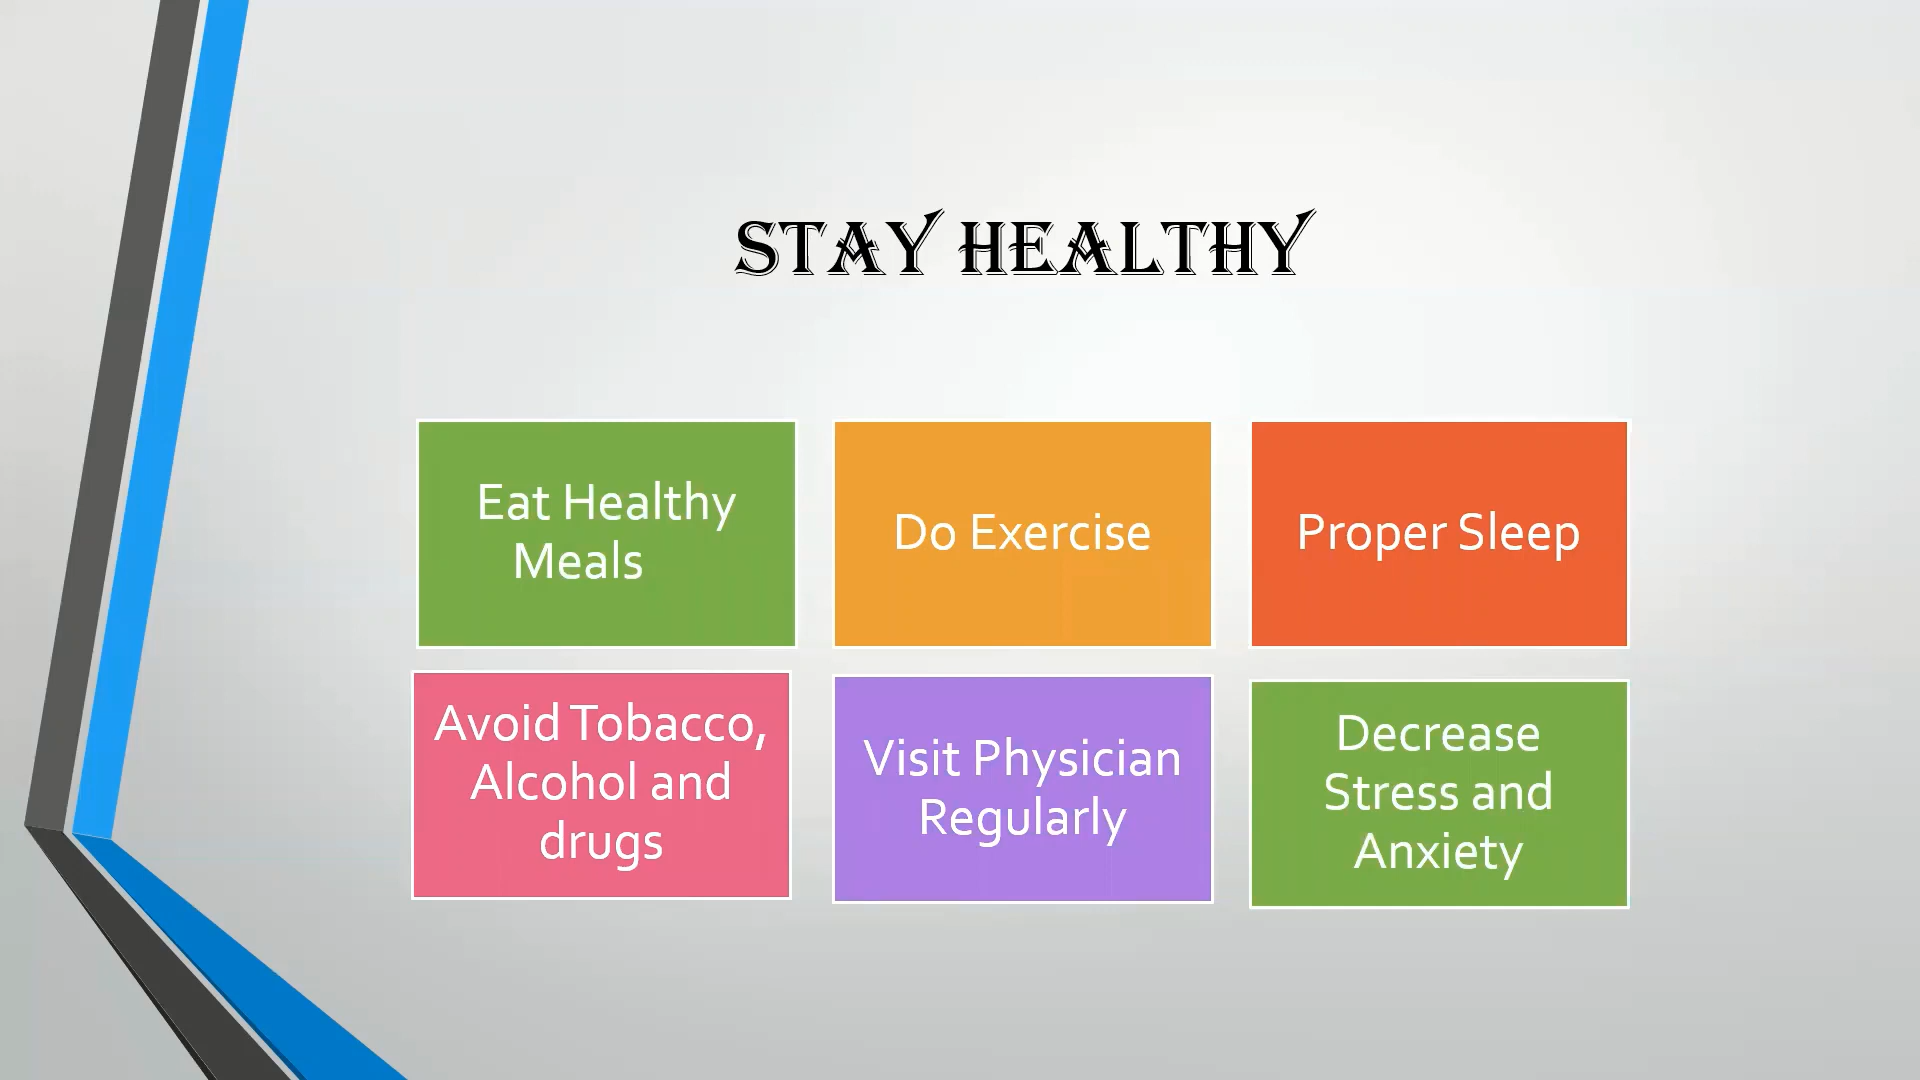 STAY HEALTHY
Eat Healthy
Meals
Do Exercise
Proper Sleep
Avoid Tobacco,
Alcohol and
drugs
Visit Physician
Regularly
Decrease
Stress and
Anxiety